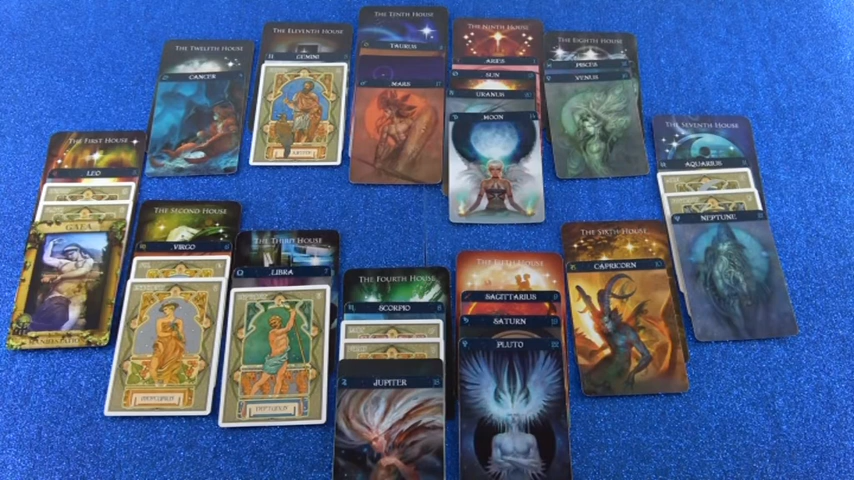 THE TWELFTH HOUSE
CANCER
THE ELEVENTH HOUSE
GEMINI
THE TENTH HOUSE
TAURUS
MARS
THE NINTH HOUSE
ARIES
SUN
URANUS
MOON
THE EIGHTH HOUSE
PISCES
VENUS
THE SEVENTH HOUSE
AQUARIUS
NEPTUNE
THE FIRST HOUSE
LEO
GAEA
THE SECOND HOUSE
VIRGO
THE THIRD HOUSE
LIBRA
NEPTUNUS
THE FOURTH HOUSE
SCORPIO
JUPITER
THE FIFTH HOUSE
SAGITTARIUS
SATURN
PLUTO
THE SIXTH HOUSE
CAPRICORN